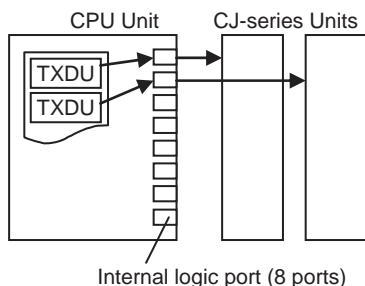 CPU Unit
CJ-series Units
TXDU
TXDU
Internal logic port (8 ports)